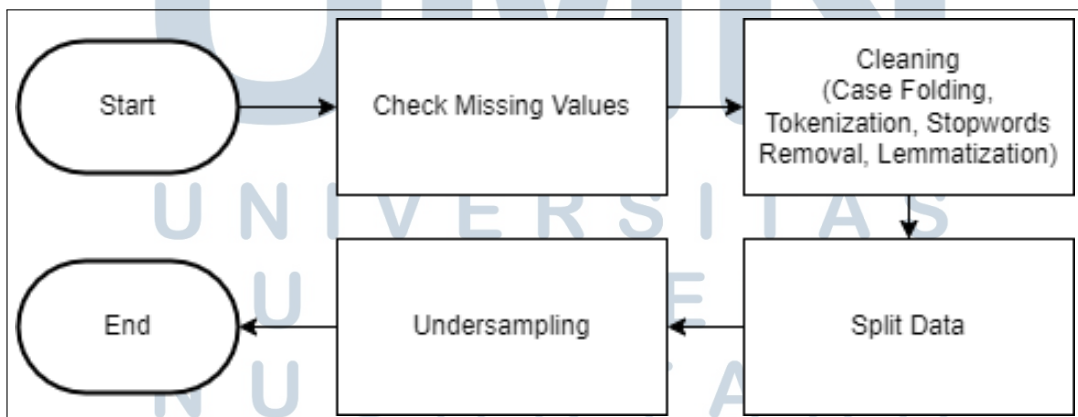 Start
Check Missing Values
Cleaning
(Case Folding,
Tokenization, Stopwords
Removal, Lemmatization)
UNIVERSITAS
End
Undersampling
Split Data